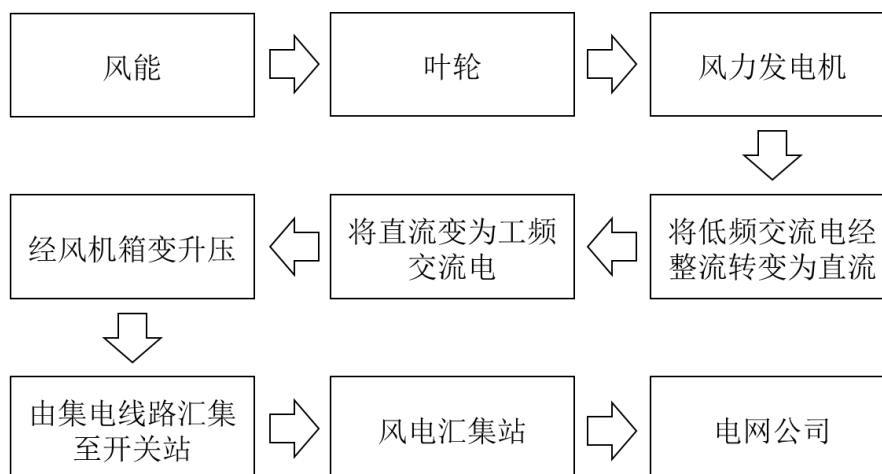 风能
叶轮
风力发电机
将低频交流电经
整流转变为直流
将直流变为工频
交流电
经风机箱变升压
由集电线路汇集
至开关站
风电汇集站
电网公司